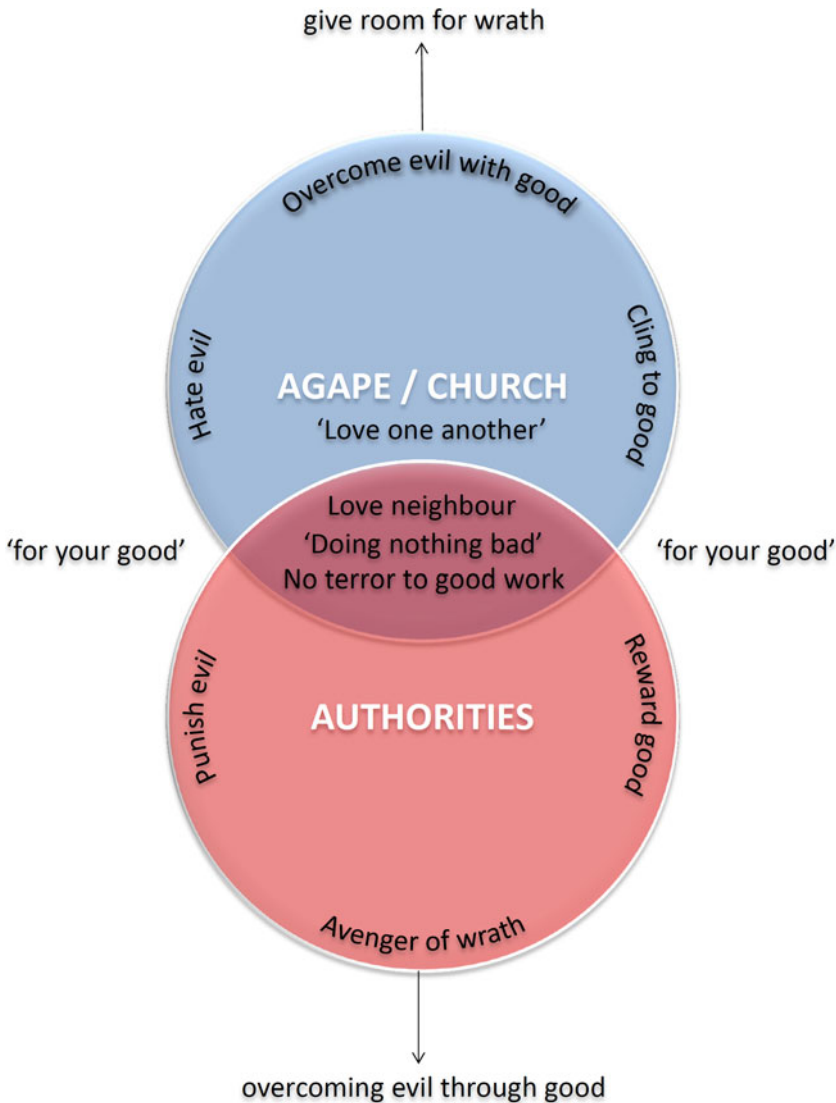 give room for wrath
Overcome evil with good
Hate evil
Cling to good
AGAPE / CHURCH
‘Love one another’
Love neighbour
‘Doing nothing bad’
No terror to good work
‘for your good’
‘for your good’
Punish evil
Reward good
AUTHORITIES
Avenger of wrath
overcoming evil through good